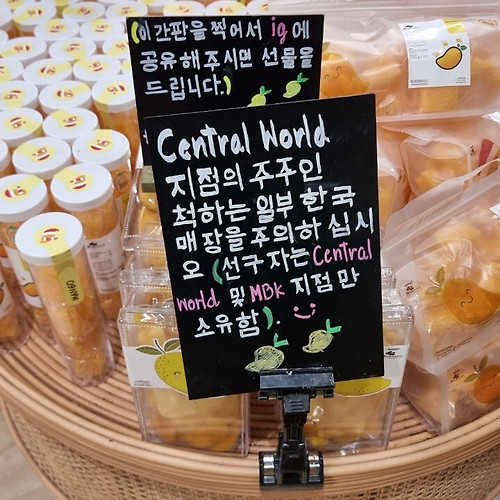 (이 간판을 찍어서 ig 에
공유해주시면 선물을
드립니다.)
Central World
지점의 주주인
척하는 일부 한국
매장을 주의하 십시
오 (선구자는 Central
World 및 MBK 지점 만
소유함).
MANGO